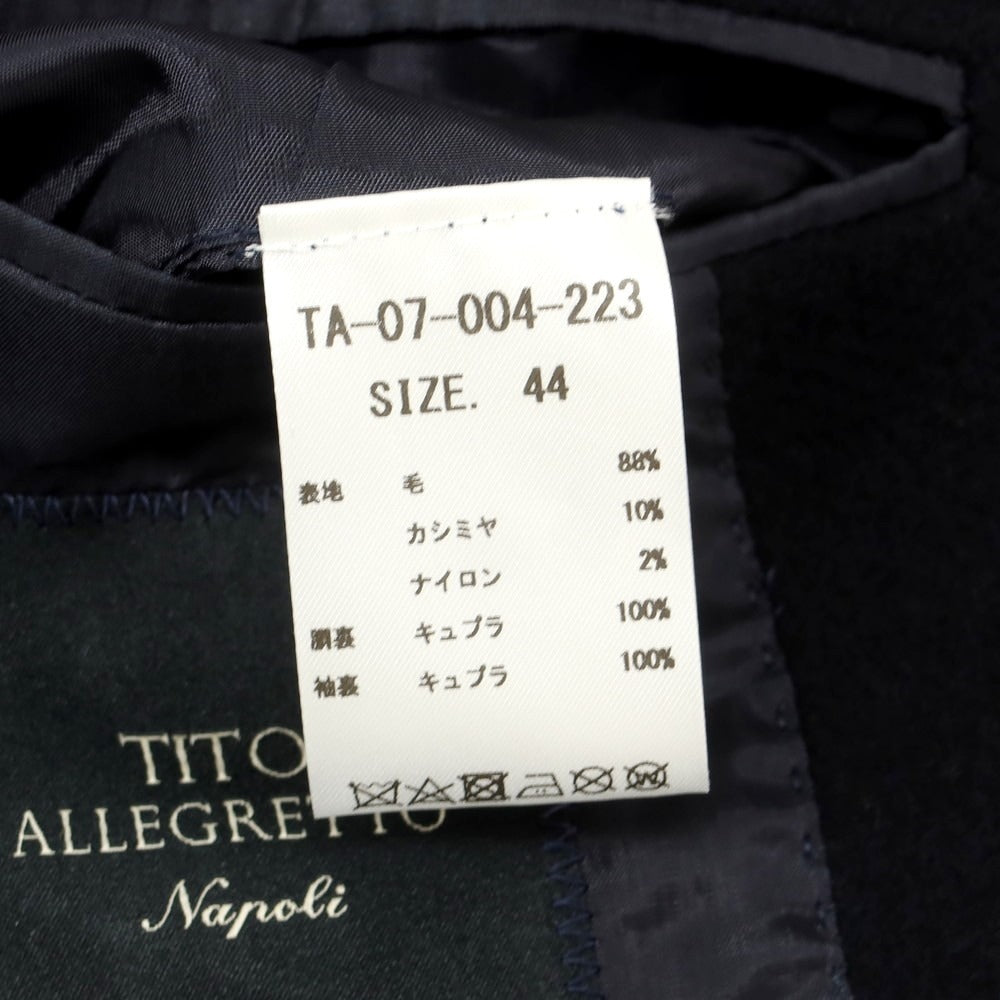 TA-07-004-223
SIZE. 44
表地 毛 88%
カシミヤ 10%
ナイロン 2%
胴裏 キュプラ 100%
袖裏 キュプラ 100%
TITO
ALLEGRETTO
Napoli